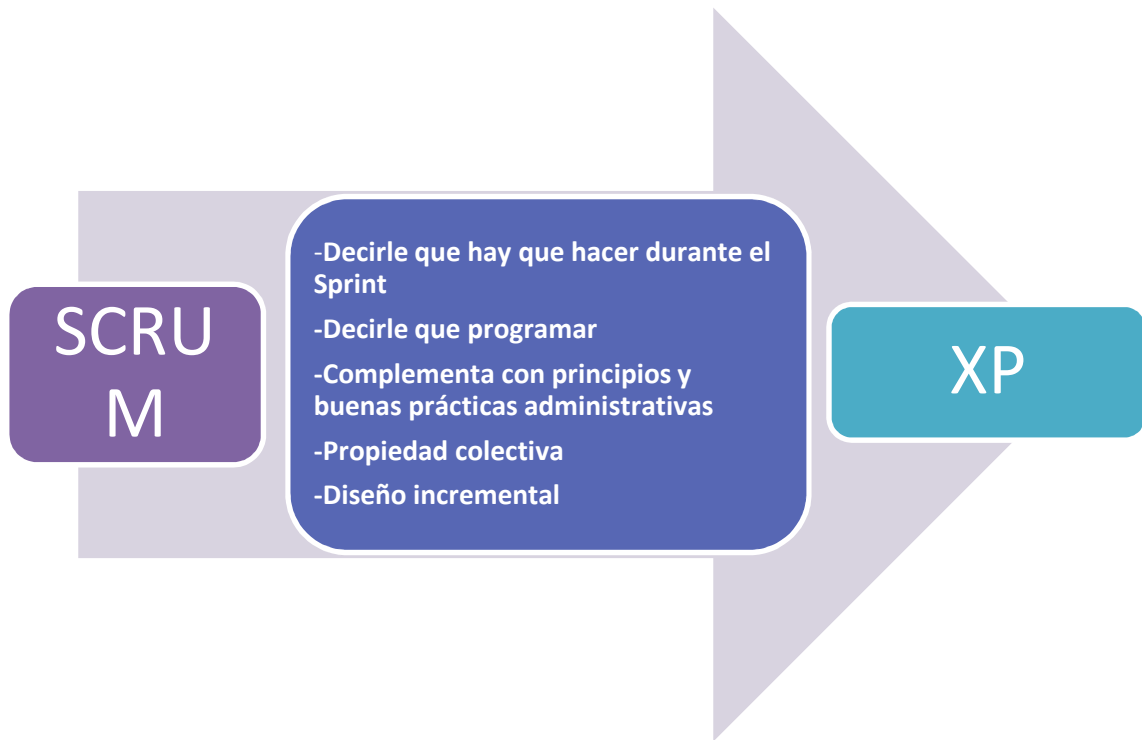 SCRU
M
-Decirle que hay que hacer durante el
Sprint
-Decirle que programar
-Complementa con principios y
buenas prácticas administrativas
-Propiedad colectiva
-Diseño incremental
XP